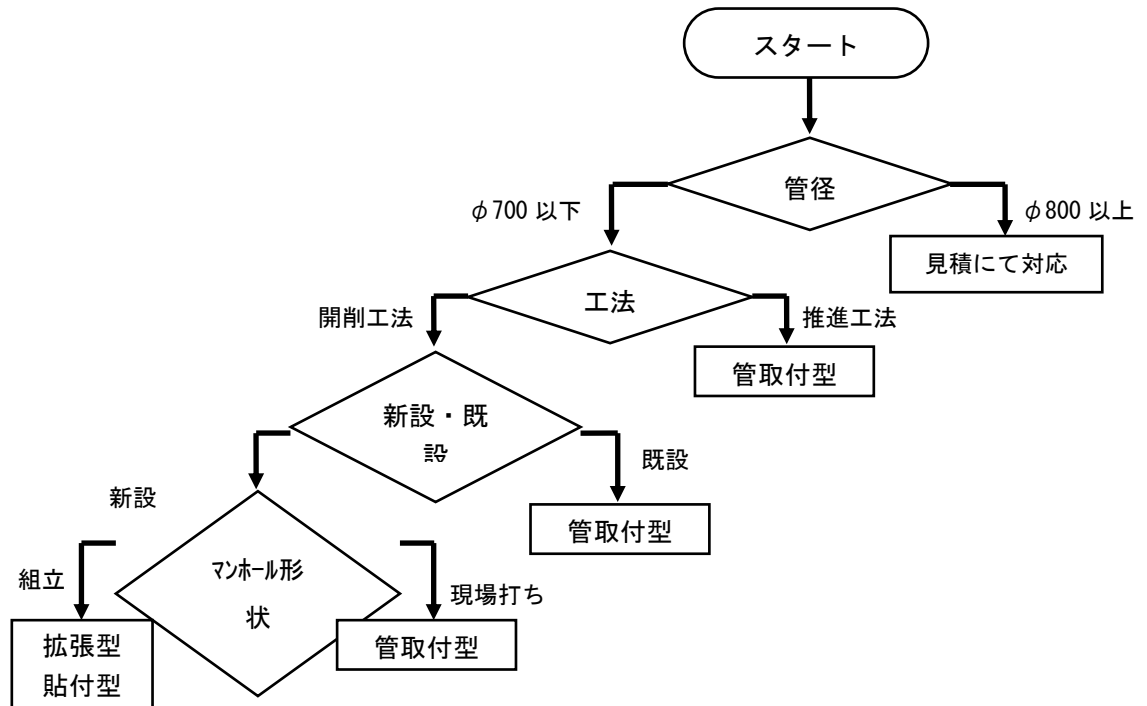 スタート
管径
φ700 以下
φ800 以上
見積にて対応
工法
開削工法
推進工法
管取付型
新設・既
設
既設
新設
管取付型
マンホール形
状
組立
現場打ち
拡張型
貼付型
管取付型